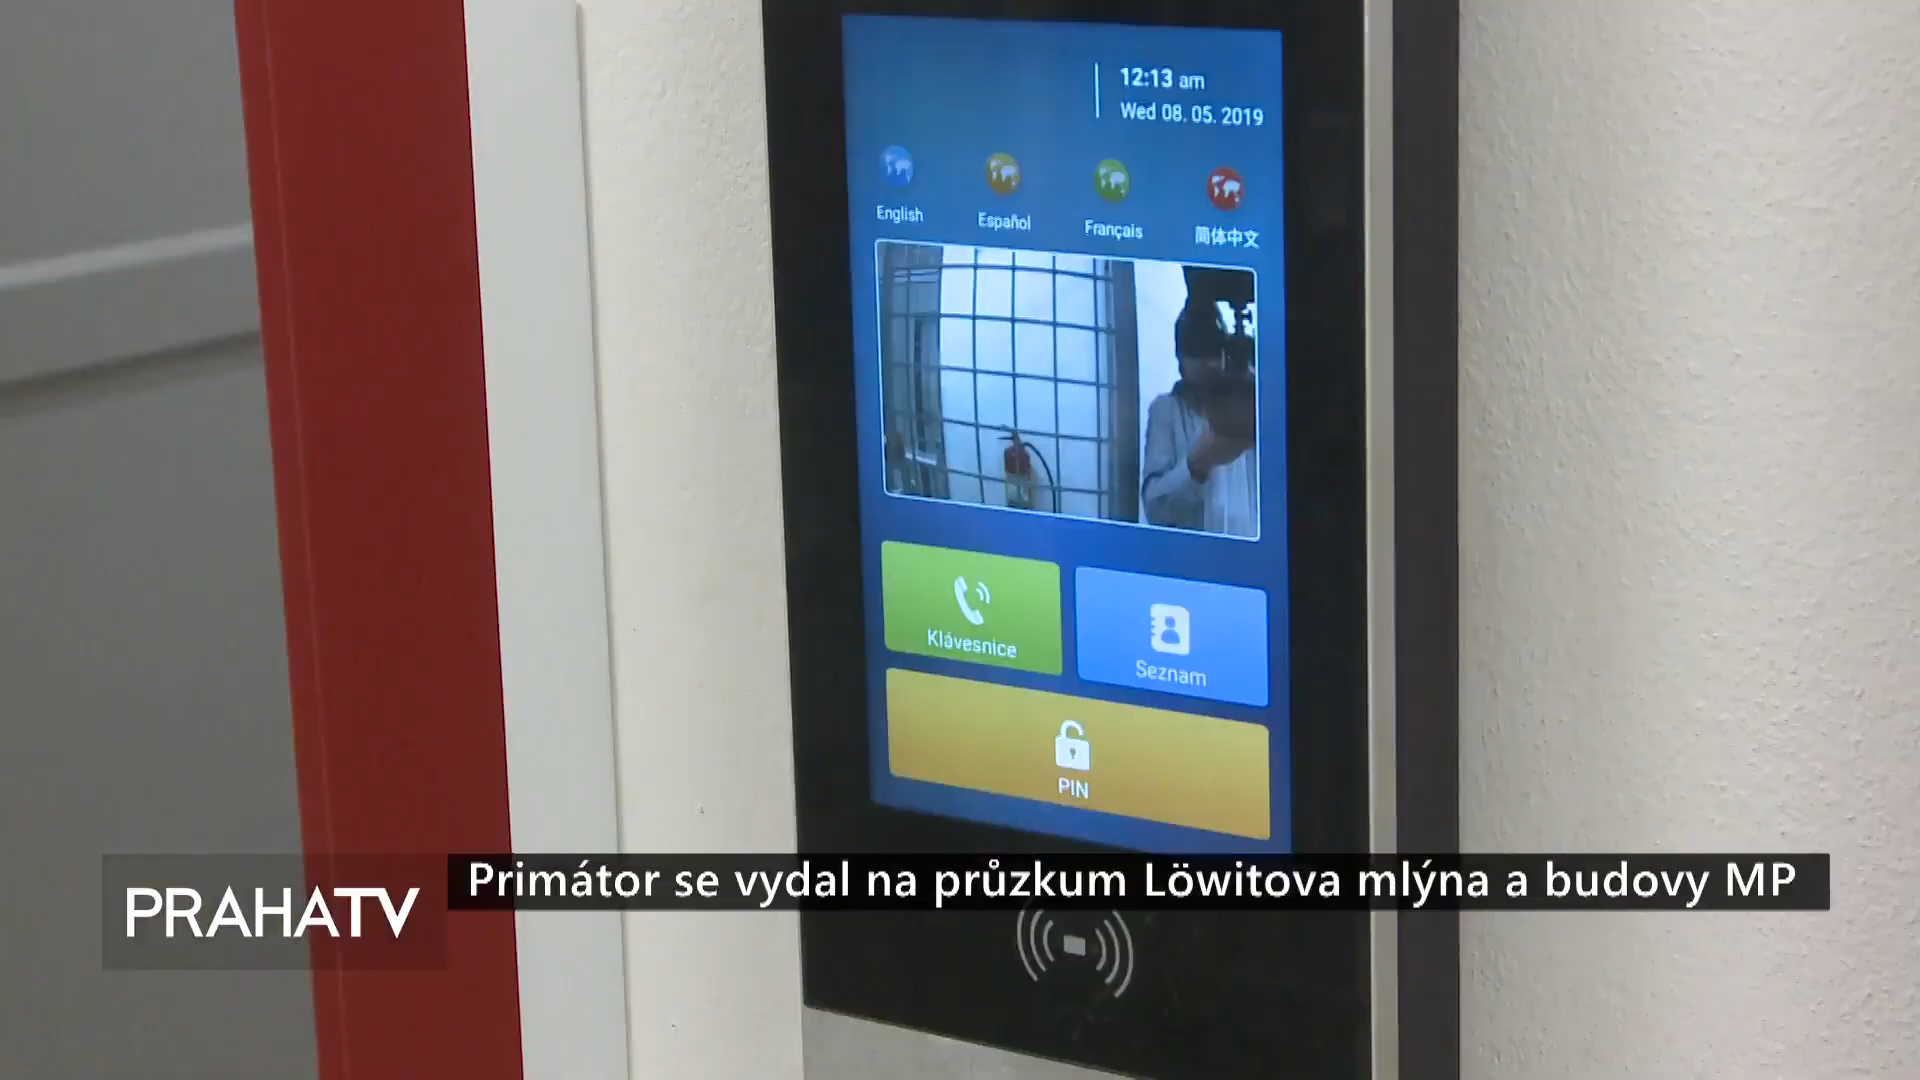 12:13 am
Wed 08. 05. 2019
English
Español
Français
简体中文
Klávesnice
Seznam
PIN
PRAHATV
Primátor se vydal na průzkum Löwitova mlýna a budovy MP